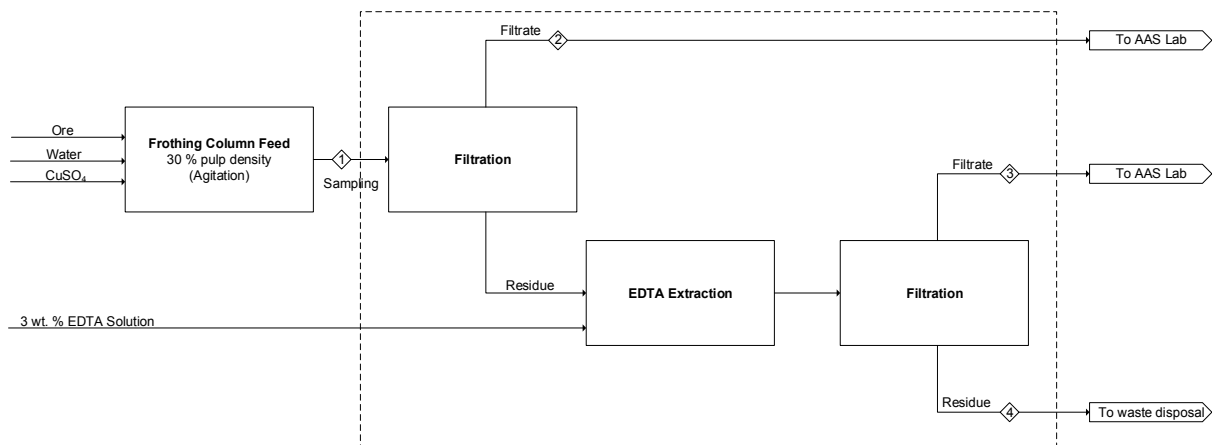 Filtrate
2
To AAS Lab
Ore
Water
CuSO₄
Frothing Column Feed
30 % pulp density
(Agitation)
1
Sampling
Filtration
Filtrate
3
To AAS Lab
Residue
EDTA Extraction
Filtration
3 wt. % EDTA Solution
Residue
4
To waste disposal